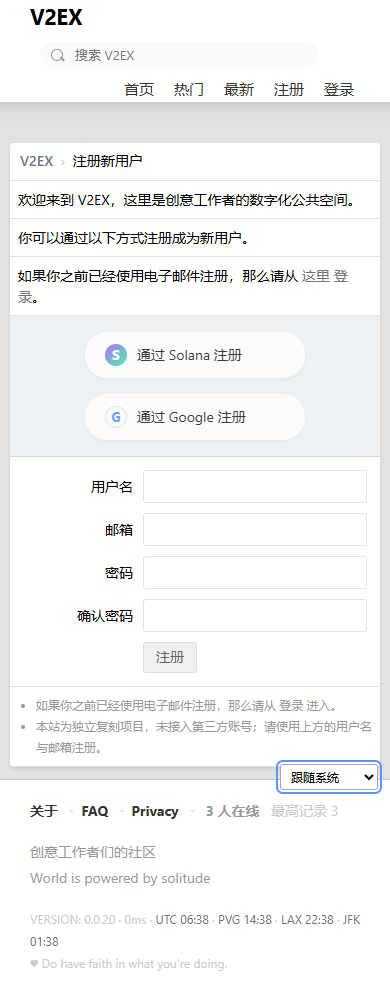 V2EX
搜索 V2EX
首页 热门 最新 注册 登录
V2EX › 注册新用户
欢迎来到 V2EX，这里是创意工作者的数字化公共空间。
你可以通过以下方式注册成为新用户。
如果你之前已经使用电子邮件注册，那么请从 这里 登
录。
S 通过 Solana 注册
G 通过 Google 注册
用户名
邮箱
密码
确认密码
注册
• 如果你之前已经使用电子邮件注册，那么请从 登录 进入。
• 本站为独立复刻项目，未接入第三方账号；请使用上方的用户名
与邮箱注册。
跟随系统
关于 · FAQ · Privacy · 3 人在线 最高记录 3
创意工作者们的社区
World is powered by solitude
VERSION: 0.0.20 · 0ms · UTC 06:38 · PVG 14:38 · LAX 22:38 · JFK
01:38
♥ Do have faith in what you're doing.